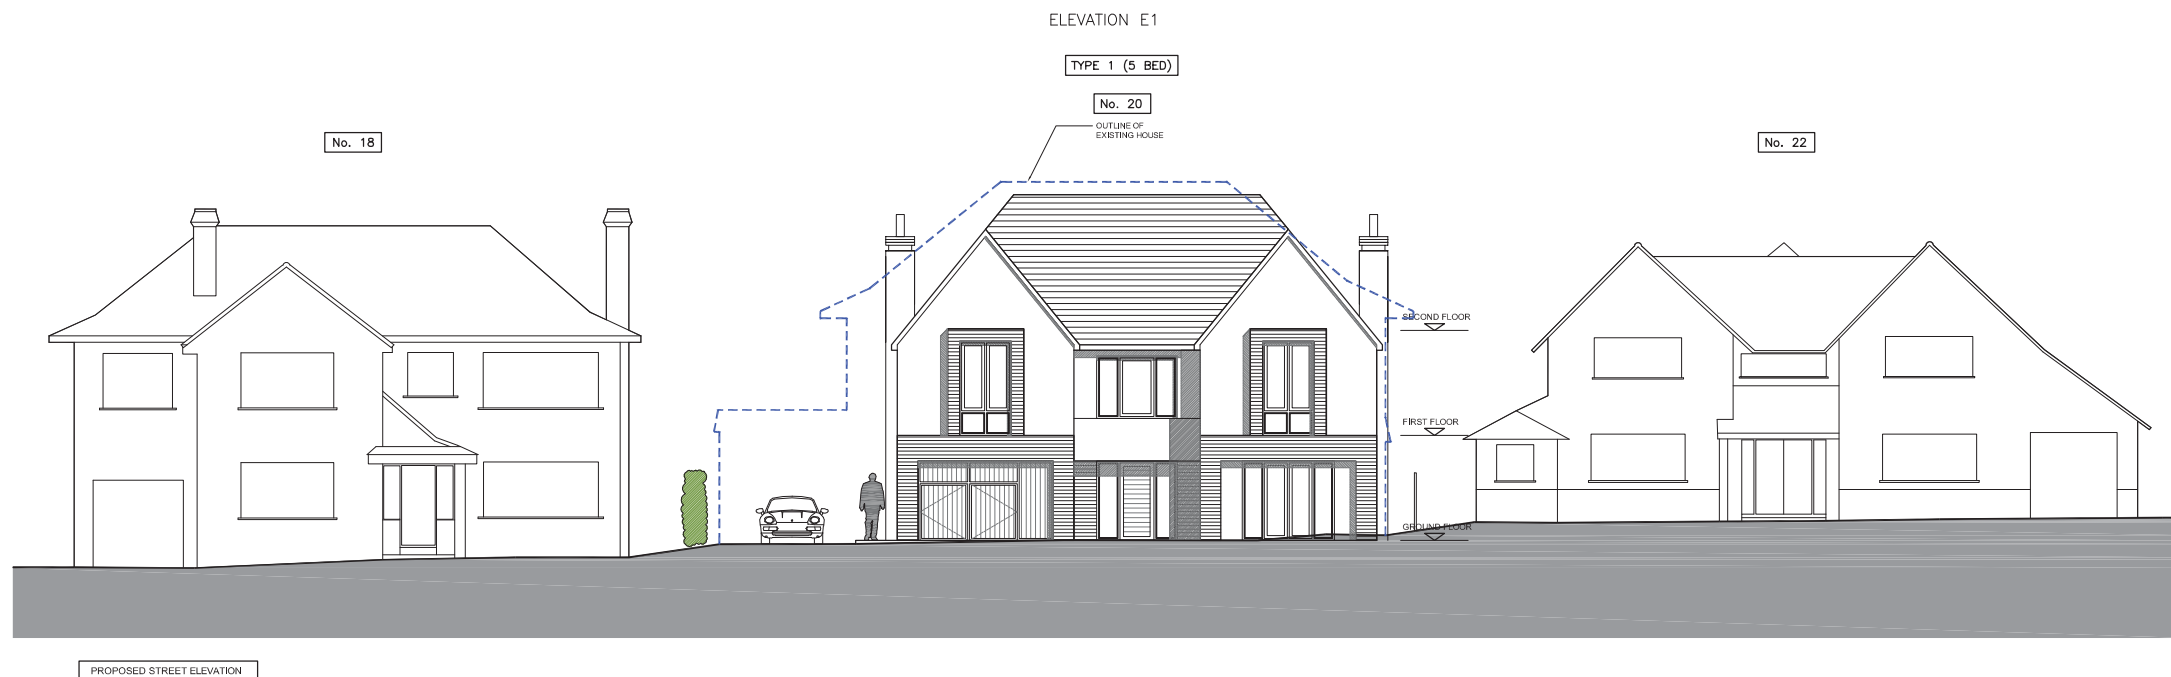 ELEVATION E1
TYPE 1 (5 BED)
No. 20
OUTLINE OF
EXISTING HOUSE
No. 18
No. 22
SECOND FLOOR
FIRST FLOOR
GROUND FLOOR
PROPOSED STREET ELEVATION